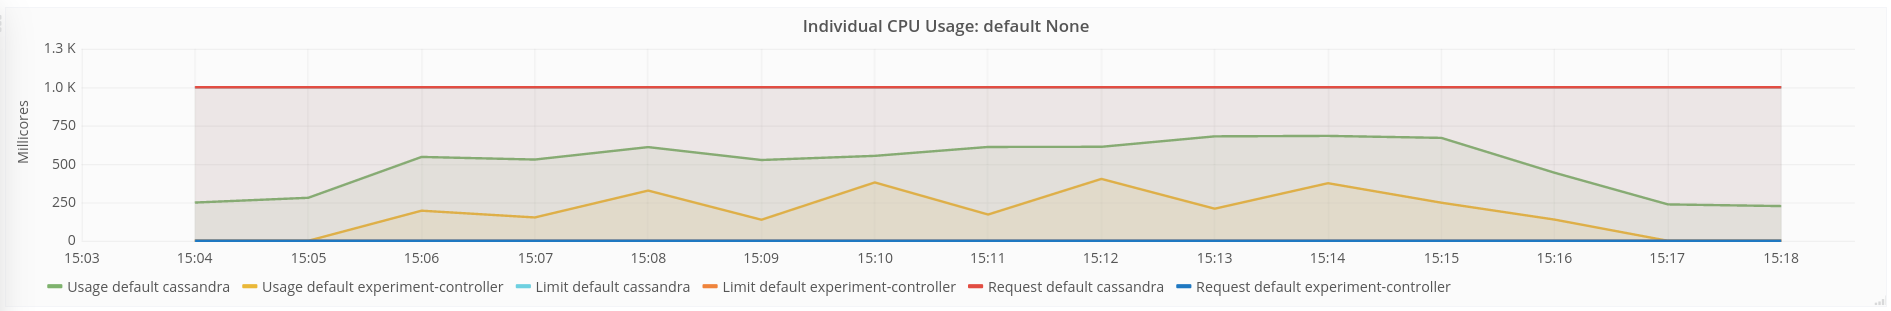 Individual CPU Usage: default None
Millicores
1.3 K
1.0 K
750
500
250
0
15:03 15:04 15:05 15:06 15:07 15:08 15:09 15:10 15:11 15:12 15:13 15:14 15:15 15:16 15:17 15:18
Usage default cassandra Usage default experiment-controller Limit default cassandra Limit default experiment-controller Request default cassandra Request default experiment-controller